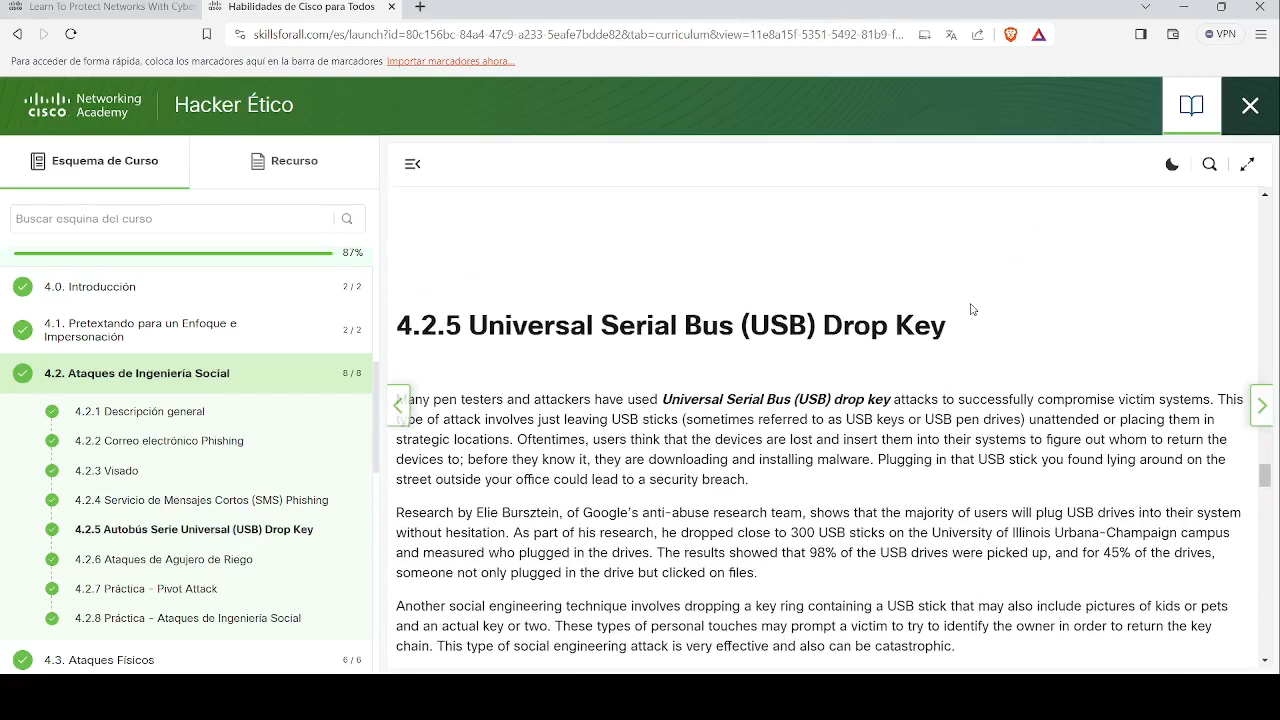 Learn To Protect Networks With Cyber
Habilidades de Cisco para Todos
skillsforall.com/es/launch?id=80c156bc-84a4-47c9-a233-5eafe7bdde82&tab=curriculum&view=11e8a15f-5351-5492-81b9-f...
VPN
Para acceder de forma rápida, coloca los marcadores aquí en la barra de marcadores Importar marcadores ahora...
CISCO Networking Academy
Hacker Ético
Esquema de Curso
Recurso
Buscar esquina del curso
87%
4.0. Introducción 2 / 2
4.1. Pretextando para un Enfoque e
Impersonación 2 / 2
4.2. Ataques de Ingeniería Social 8 / 8
4.2.1 Descripción general
4.2.2 Correo electrónico Phishing
4.2.3 Visado
4.2.4 Servicio de Mensajes Cortos (SMS) Phishing
4.2.5 Autobús Serie Universal (USB) Drop Key
4.2.6 Ataques de Agujero de Riego
4.2.7 Práctica - Pivot Attack
4.2.8 Práctica - Ataques de Ingeniería Social
4.3. Ataques Físicos 6 / 6
4.2.5 Universal Serial Bus (USB) Drop Key
Many pen testers and attackers have used Universal Serial Bus (USB) drop key attacks to successfully compromise victim systems. This
type of attack involves just leaving USB sticks (sometimes referred to as USB keys or USB pen drives) unattended or placing them in
strategic locations. Oftentimes, users think that the devices are lost and insert them into their systems to figure out whom to return the
devices to; before they know it, they are downloading and installing malware. Plugging in that USB stick you found lying around on the
street outside your office could lead to a security breach.
Research by Elie Bursztein, of Google's anti-abuse research team, shows that the majority of users will plug USB drives into their system
without hesitation. As part of his research, he dropped close to 300 USB sticks on the University of Illinois Urbana-Champaign campus
and measured who plugged in the drives. The results showed that 98% of the USB drives were picked up, and for 45% of the drives,
someone not only plugged in the drive but clicked on files.
Another social engineering technique involves dropping a key ring containing a USB stick that may also include pictures of kids or pets
and an actual key or two. These types of personal touches may prompt a victim to try to identify the owner in order to return the key
chain. This type of social engineering attack is very effective and also can be catastrophic.